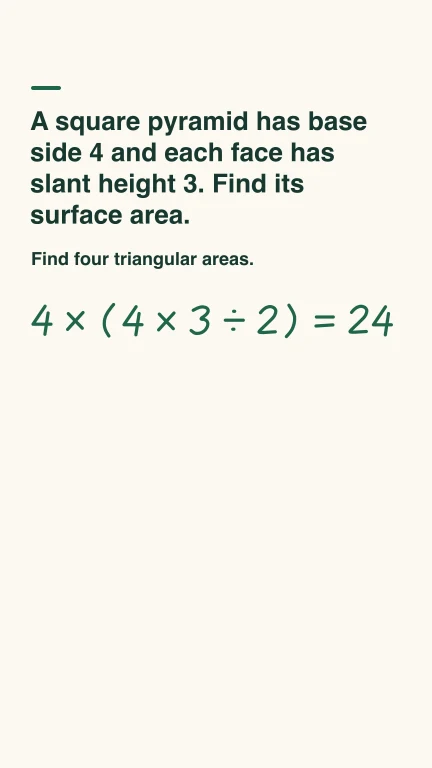 A square pyramid has base
side 4 and each face has
slant height 3. Find its
surface area.
Find four triangular areas.
4 × (4 × 3 ÷ 2) = 24